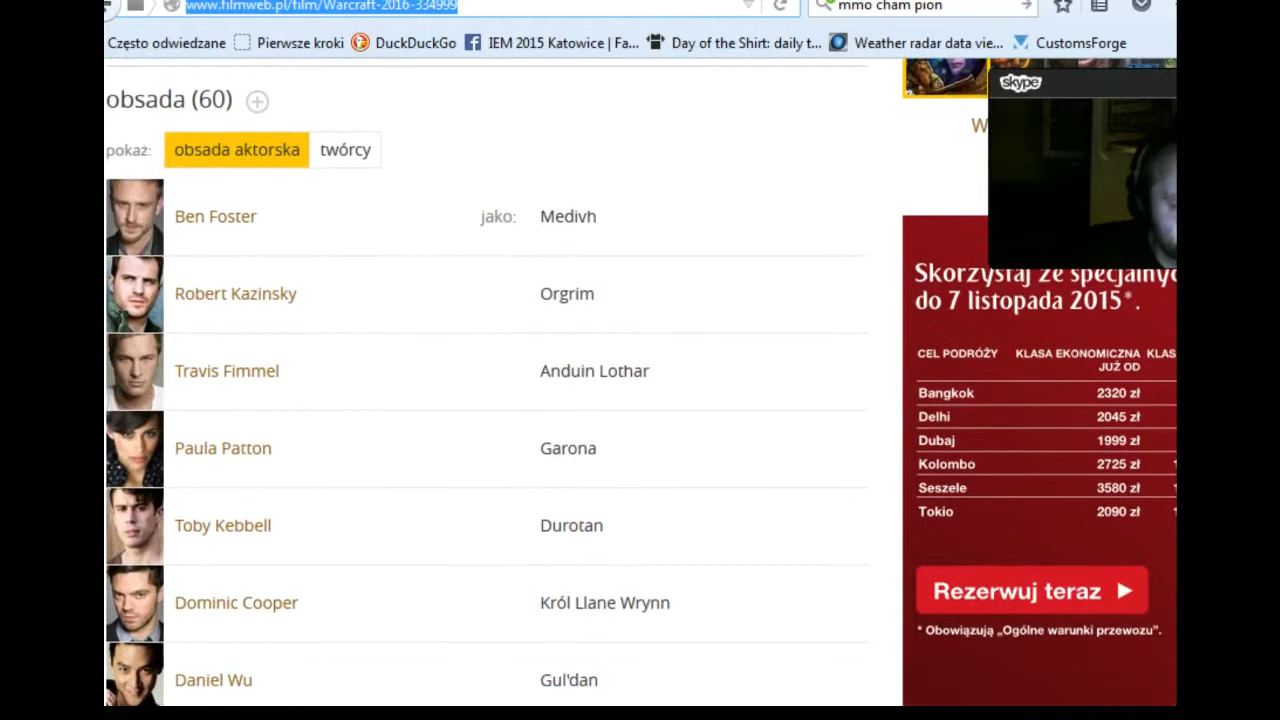 www.filmweb.pl/film/Warcraft-2016-334999
mmo cham pion
Często odwiedzane
Pierwsze kroki
DuckDuckGo
IEM 2015 Katowice | Fa...
Day of the Shirt: daily t...
Weather radar data vie...
CustomsForge
obsada (60)
skype
W
pokaż:
obsada aktorska
twórcy
Ben Foster
jako:
Medivh
Robert Kazinsky
Orgrim
Travis Fimmel
Anduin Lothar
Paula Patton
Garona
Toby Kebbell
Durotan
Dominic Cooper
Król Llane Wrynn
Daniel Wu
Gul'dan
Skorzystaj ze specjalnyc
do 7 listopada 2015*.
CEL PODRÓŻY KLASA EKONOMICZNA KLAS
JUŻ OD
Bangkok 2320 zł
Delhi 2045 zł
Dubaj 1999 zł
Kolombo 2725 zł
Seszele 3580 zł
Tokio 2090 zł
Rezerwuj teraz
* Obowiązują „Ogólne warunki przewozu”.